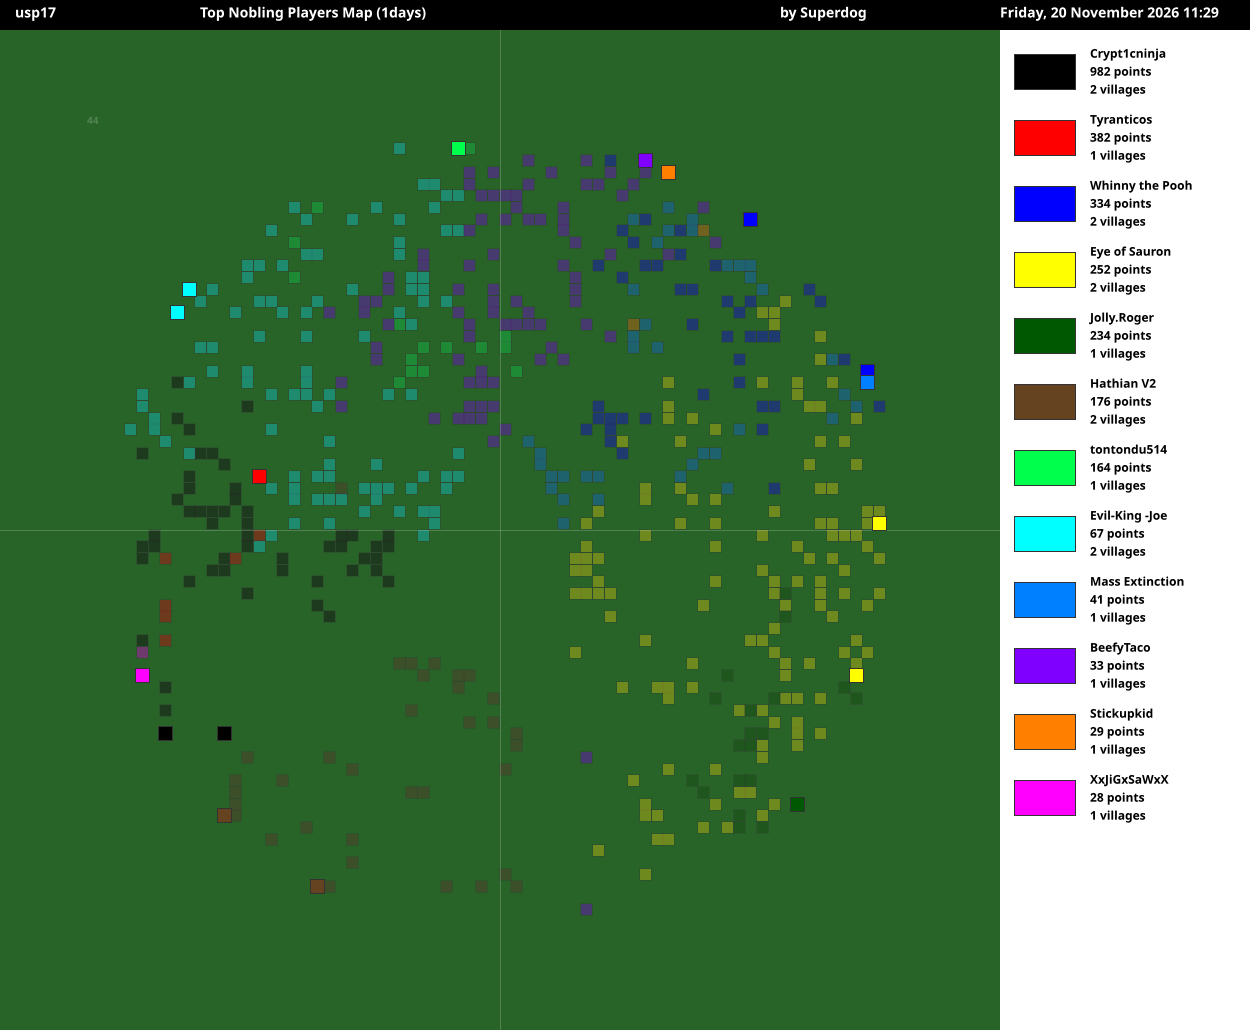 usp17
Top Nobling Players Map (1days)
by Superdog
Friday, 20 November 2026 11:29
44
Crypt1cninja
982 points
2 villages
Tyranticos
382 points
1 villages
Whinny the Pooh
334 points
2 villages
Eye of Sauron
252 points
2 villages
Jolly.Roger
234 points
1 villages
Hathian V2
176 points
2 villages
tontondu514
164 points
1 villages
Evil-King -Joe
67 points
2 villages
Mass Extinction
41 points
1 villages
BeefyTaco
33 points
1 villages
Stickupkid
29 points
1 villages
XxJiGxSaWxX
28 points
1 villages